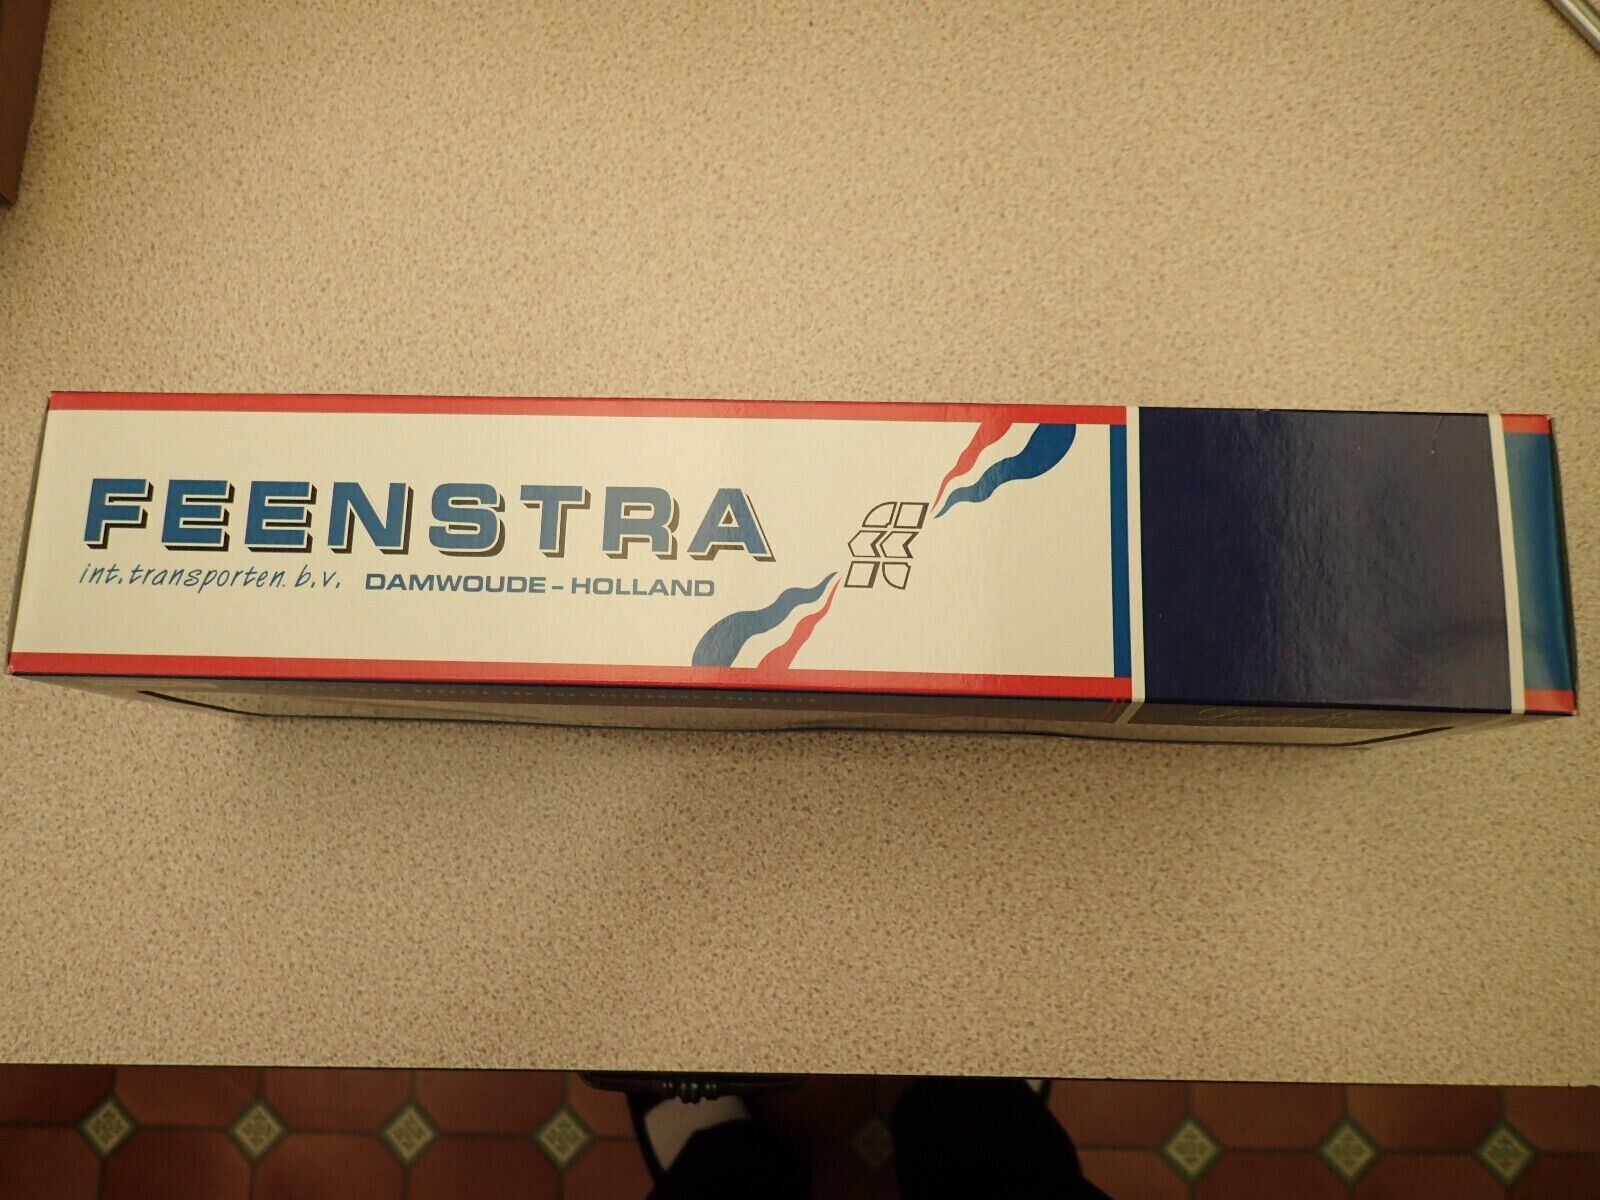 FEENSTRA
int. transporten. b.v. DAMWOUDE - HOLLAND